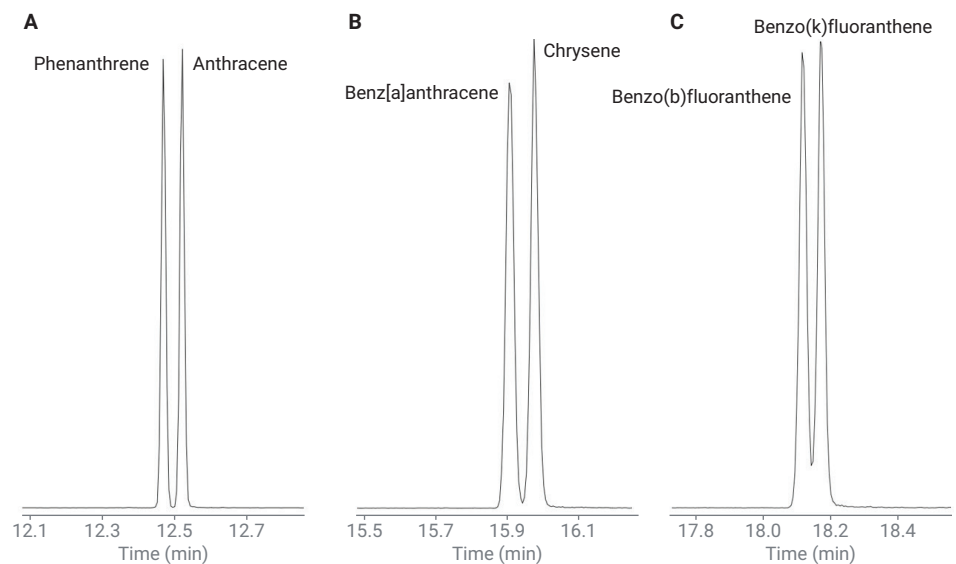 A
Phenanthrene
Anthracene
12.1 12.3 12.5 12.7
Time (min)
B
Chrysene
Benz[a]anthracene
15.5 15.7 15.9 16.1
Time (min)
C
Benzo(k)fluoranthene
Benzo(b)fluoranthene
17.8 18.0 18.2 18.4
Time (min)